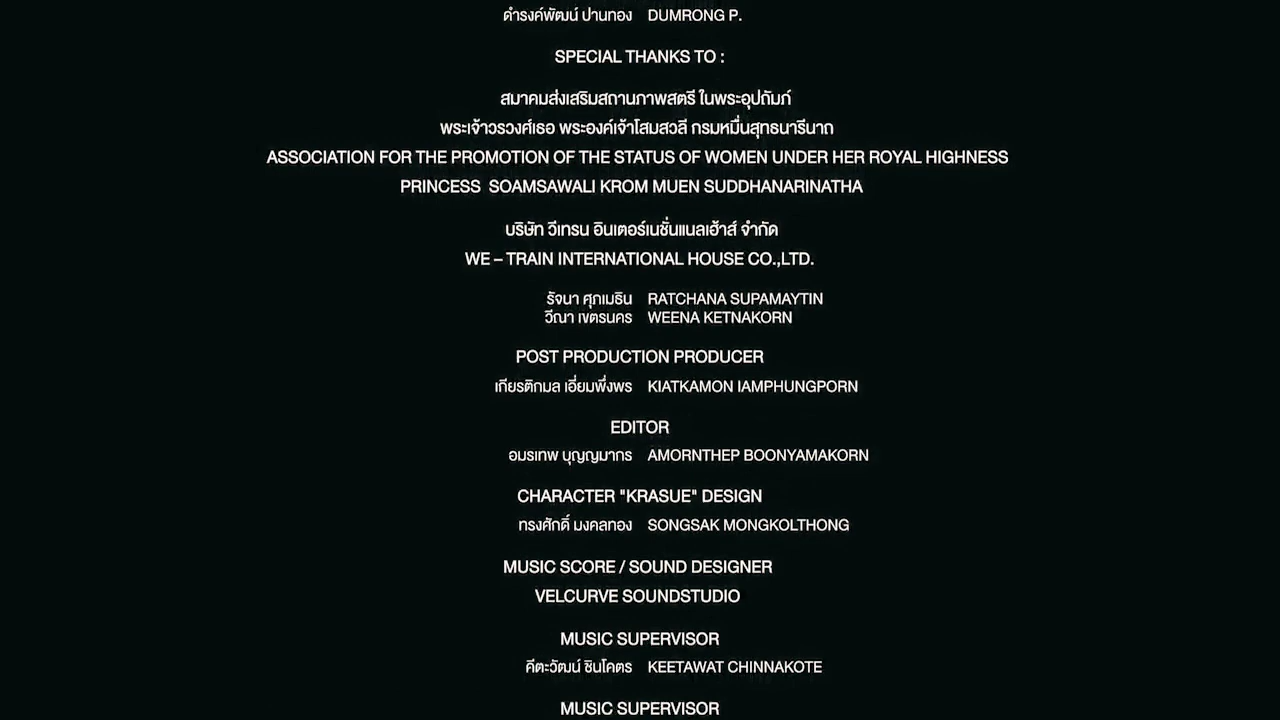 ดำรงค์พัฒน์ ปานทอง DUMRONG P.
SPECIAL THANKS TO :
สมาคมส่งเสริมสถานภาพสตรี ในพระอุปถัมภ์
พระเจ้าวรวงศ์เธอ พระองค์เจ้าโสมสวลี กรมหมื่นสุทธนารีนาถ
ASSOCIATION FOR THE PROMOTION OF THE STATUS OF WOMEN UNDER HER ROYAL HIGHNESS
PRINCESS SOAMSAWALI KROM MUEN SUDDHANARINATHA
บริษัท วีเทรน อินเตอร์เนชั่นแนลเฮ้าส์ จำกัด
WE – TRAIN INTERNATIONAL HOUSE CO.,LTD.
รัจนา ศุภเมธิน RATCHANA SUPAMAYTIN
วีณา เขตรนคร WEENA KETNAKORN
POST PRODUCTION PRODUCER
เกียรติกมล เอี่ยมพึ่งพร KIATKAMON IAMPHUNGPORN
EDITOR
อมรเทพ บุญญมากร AMORNTHEP BOONYAMAKORN
CHARACTER "KRASUE" DESIGN
ทรงศักดิ์ มงคลทอง SONGSAK MONGKOLTHONG
MUSIC SCORE / SOUND DESIGNER
VELCURVE SOUNDSTUDIO
MUSIC SUPERVISOR
คีตะวัฒน์ ชินโคตร KEETAWAT CHINNAKOTE
MUSIC SUPERVISOR